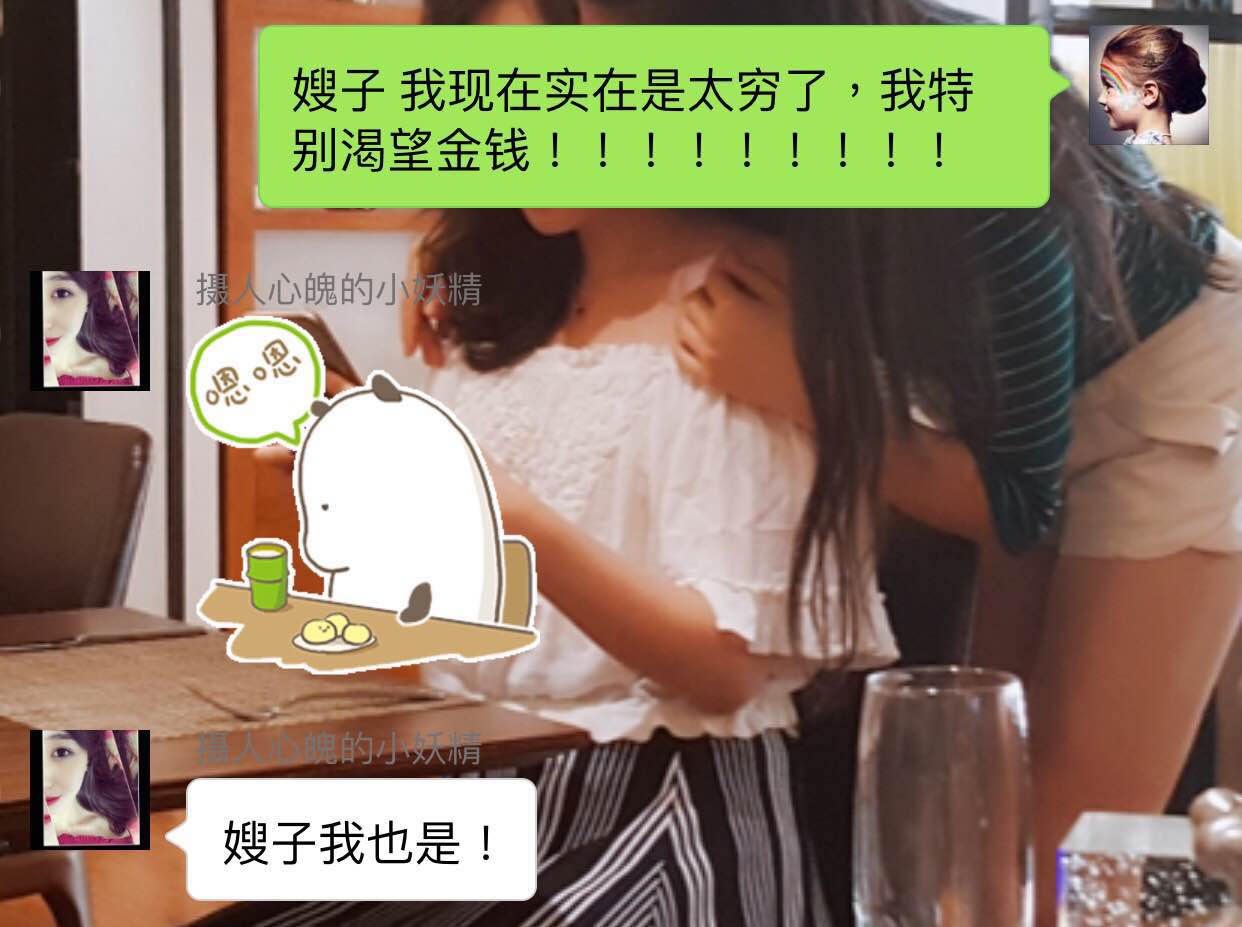 嫂子 我现在实在是太穷了，我特
别渴望金钱！！！！！！！！！
摄人心魄的小妖精
嗯嗯
摄人心魄的小妖精
嫂子我也是！